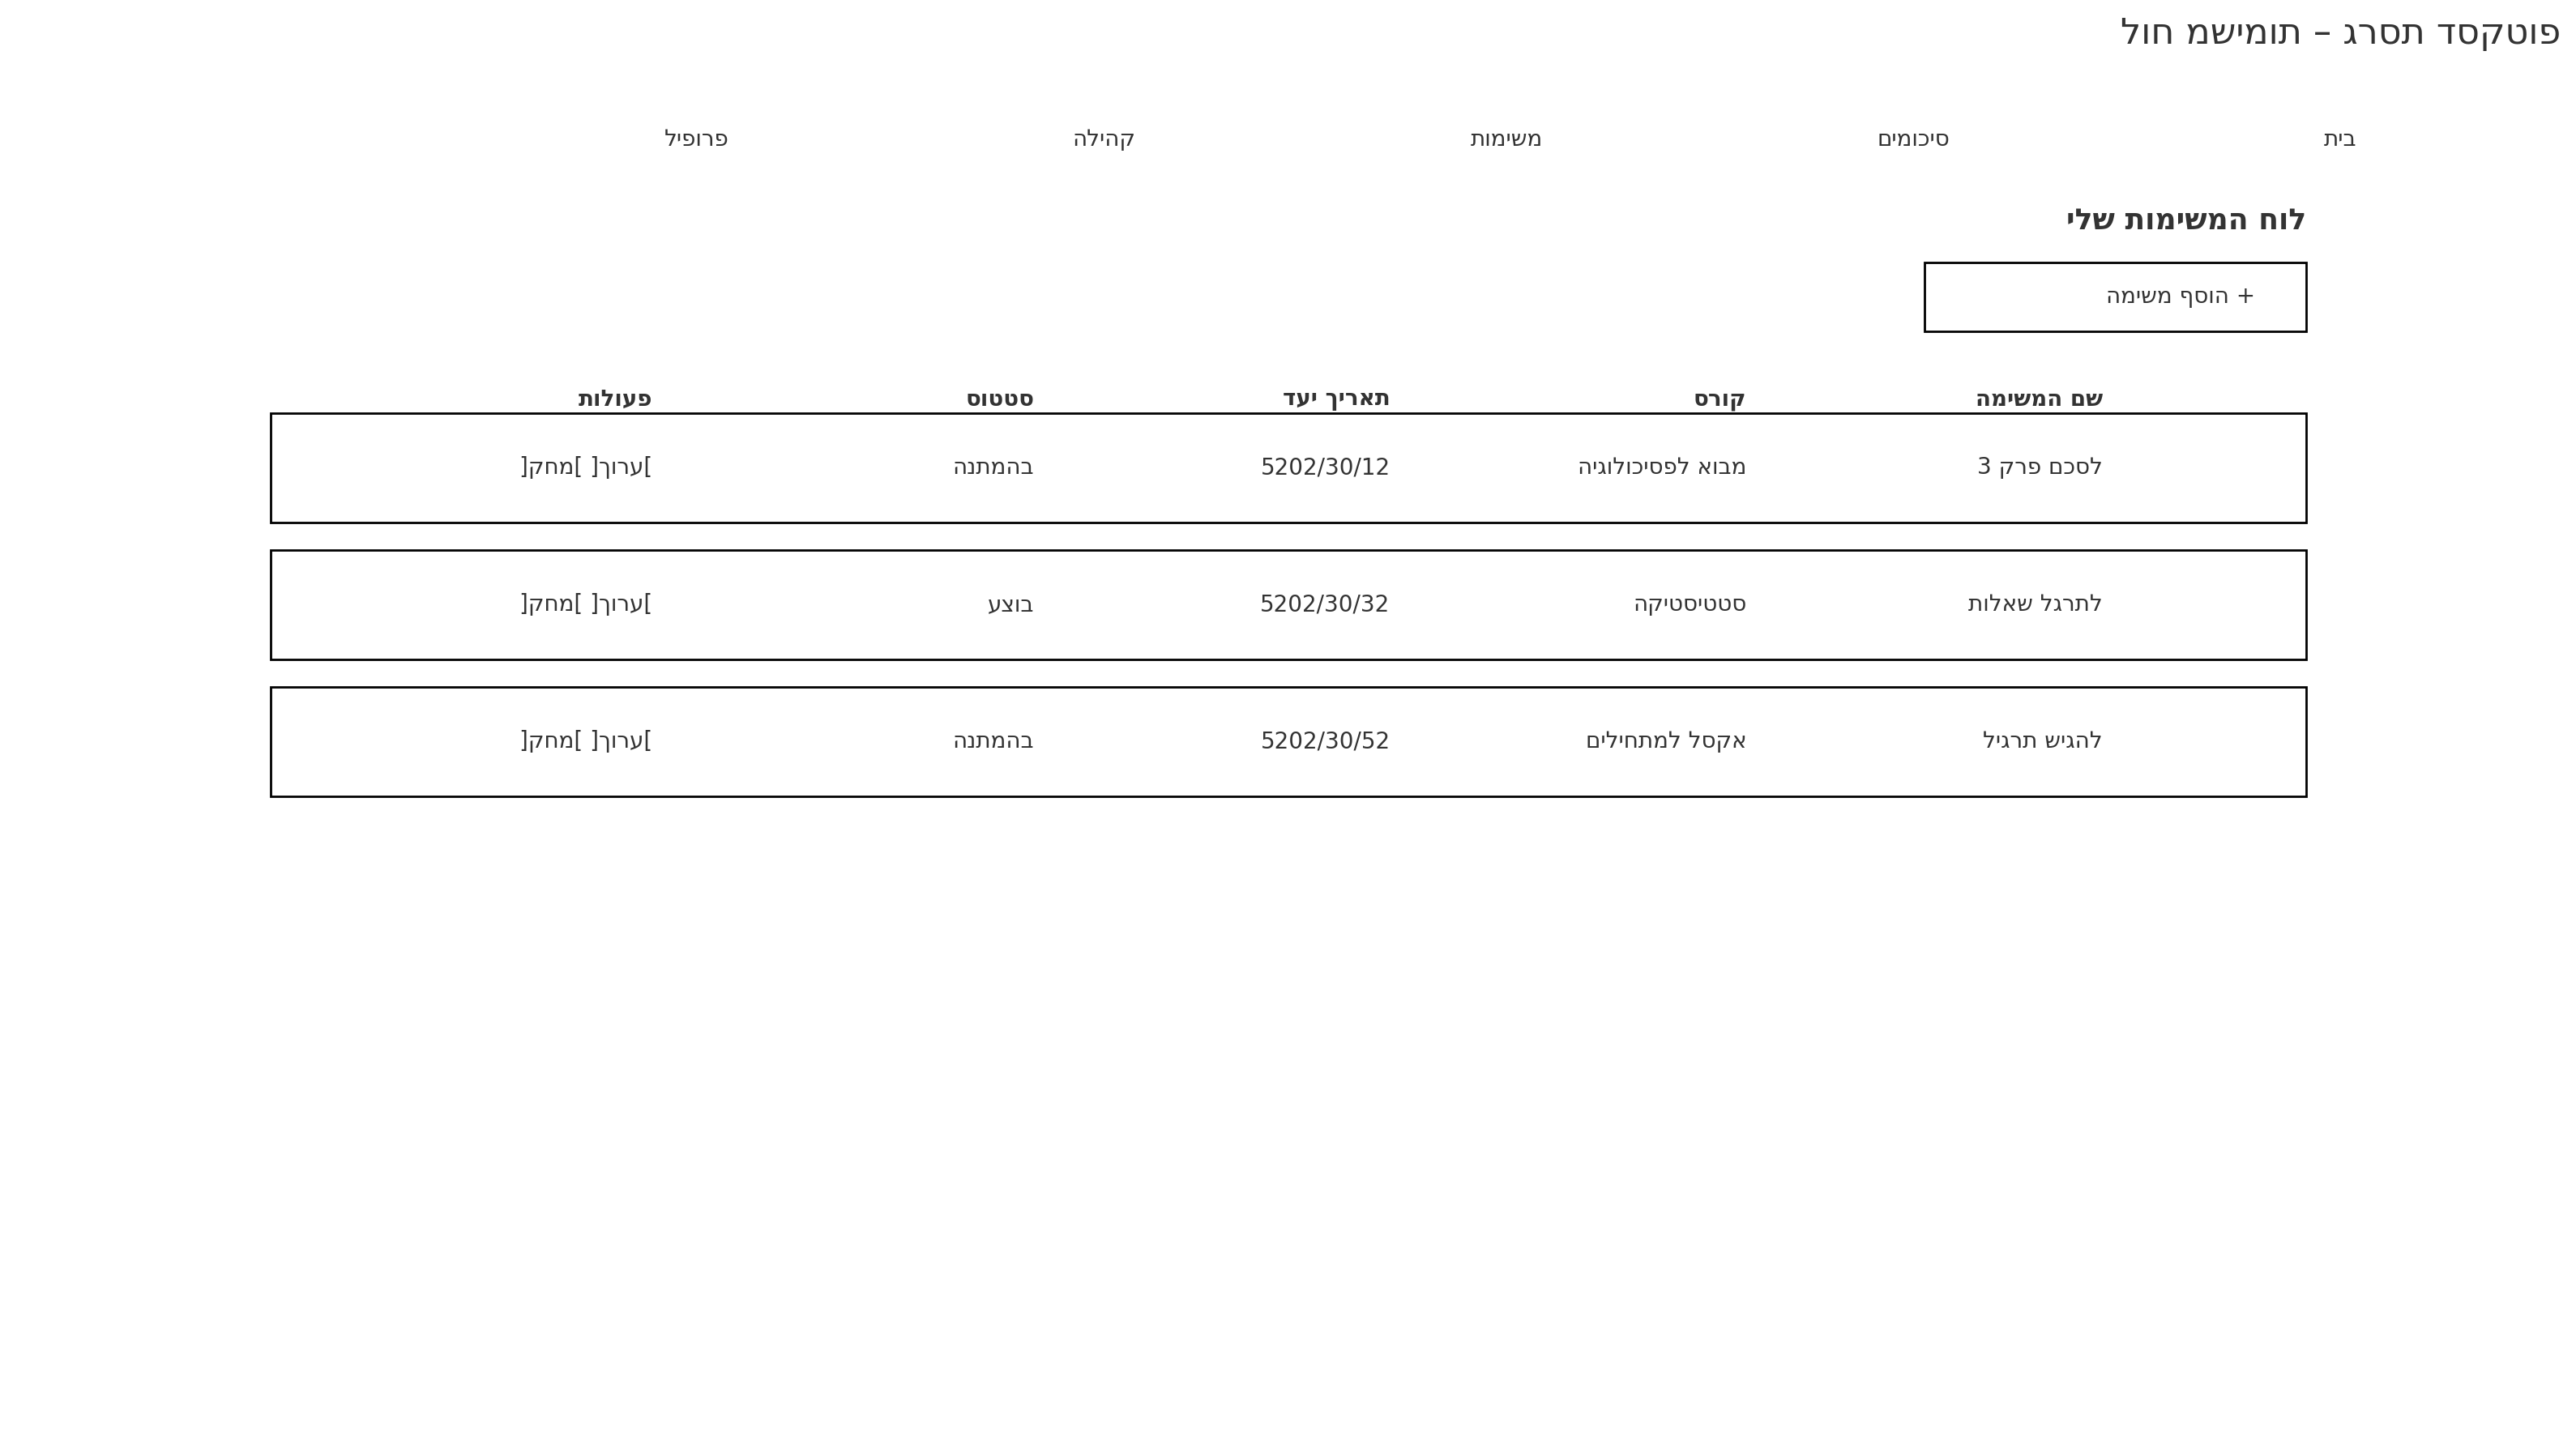 פוטקסד תסרג – תומישמ חול
בית סיכומים משימות קהילה פרופיל
לוח המשימות שלי
+ הוסף משימה
שם המשימה קורס תאריך יעד סטטוס פעולות
לסכם פרק 3 מבוא לפסיכולוגיה 5202/30/12 בהמתנה ]ערוך[ ]מחק[
לתרגל שאלות סטטיסטיקה 5202/30/32 בוצע ]ערוך[ ]מחק[
להגיש תרגיל אקסל למתחילים 5202/30/52 בהמתנה ]ערוך[ ]מחק[